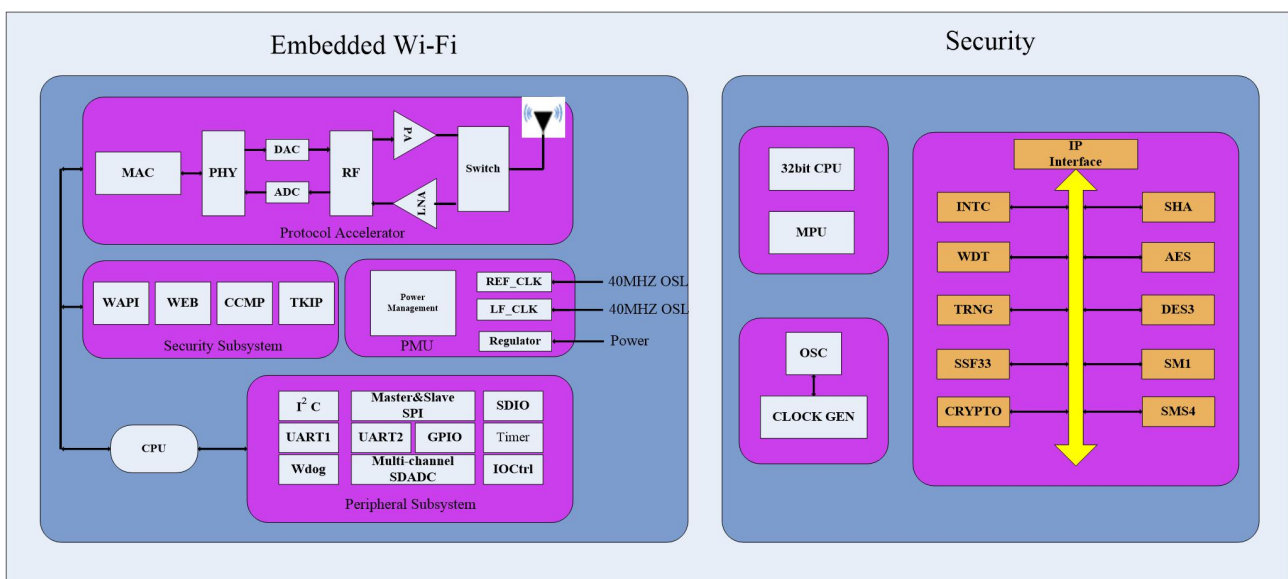 Embedded Wi-Fi
Security
MAC
PHY
DAC
ADC
RF
PA
LNA
Switch
Protocol Accelerator
WAPI
WEB
CCMP
TKIP
Security Subsystem
Power
Management
REF_CLK
LF_CLK
Regulator
PMU
40MHZ OSL
40MHZ OSL
Power
CPU
I² C
Master&Slave
SPI
SDIO
UART1
UART2
GPIO
Timer
Wdog
Multi-channel
SDADC
IOCtrl
Peripheral Subsystem
32bit CPU
MPU
OSC
CLOCK GEN
IP
Interface
INTC
SHA
WDT
AES
TRNG
DES3
SSF33
SM1
CRYPTO
SMS4